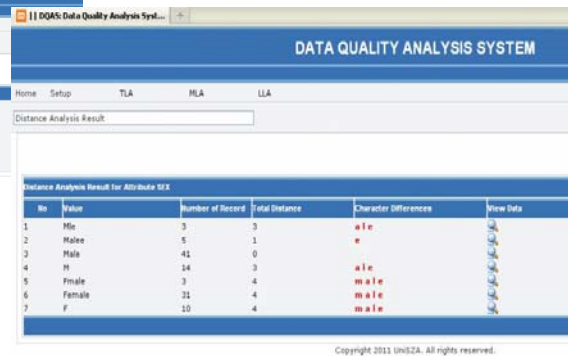 || DQAS: Data Quality Analysis Syst...
DATA QUALITY ANALYSIS SYSTEM
Home Setup TLA MLA LLA
Distance Analysis Result
Distance Analysis Result for Attribute SEX
No Value Number of Record Total Distance Character Differences View Data
1 Mle 3 3 a l e
2 Malee 5 1 e
3 Male 41 0
4 M 14 3 a l e
5 Fmale 3 4 m a l e
6 Female 31 4 m a l e
7 F 10 4 m a l e
Copyright 2011 UniSZA. All rights reserved.